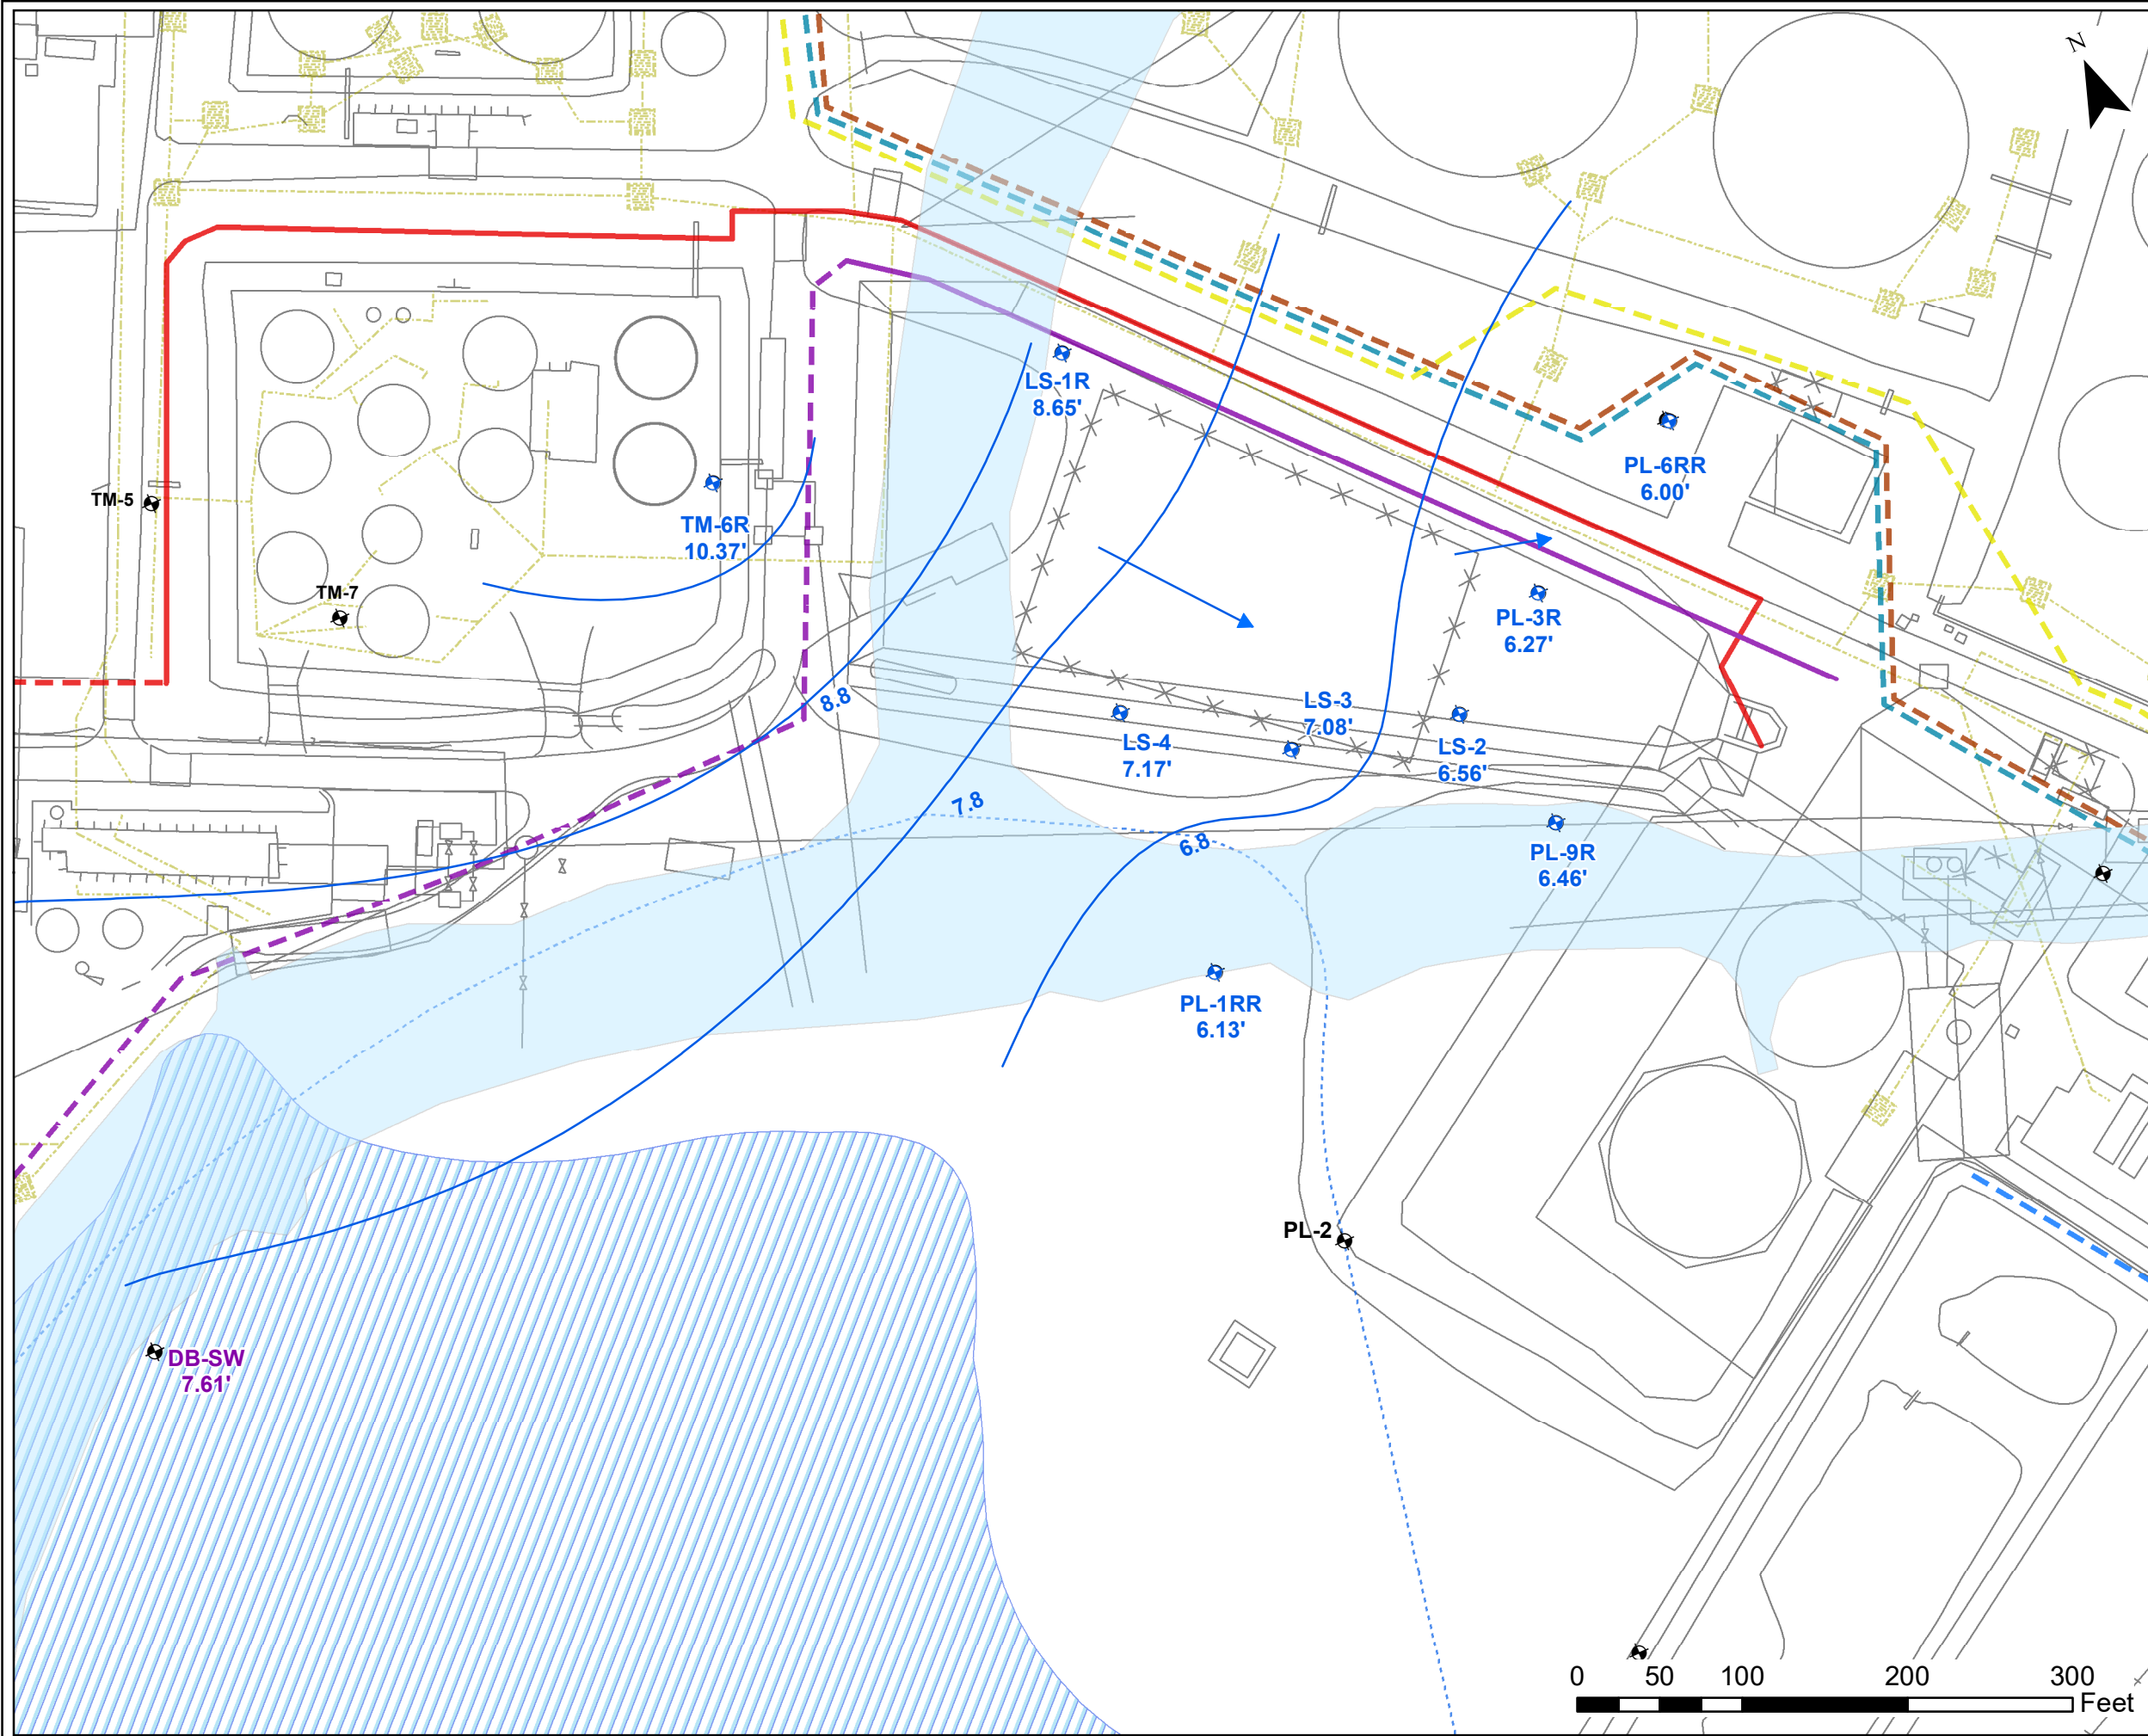 N
LS-1R
8.65'
PL-6RR
6.00'
TM-5
TM-6R
10.37'
TM-7
PL-3R
6.27'
8.8
LS-3
7.08'
LS-4
7.17'
LS-2
6.56'
7.8
6.8
PL-9R
6.46'
PL-1RR
6.13'
PL-2
DB-SW
7.61'
0 50 100 200 300
Feet